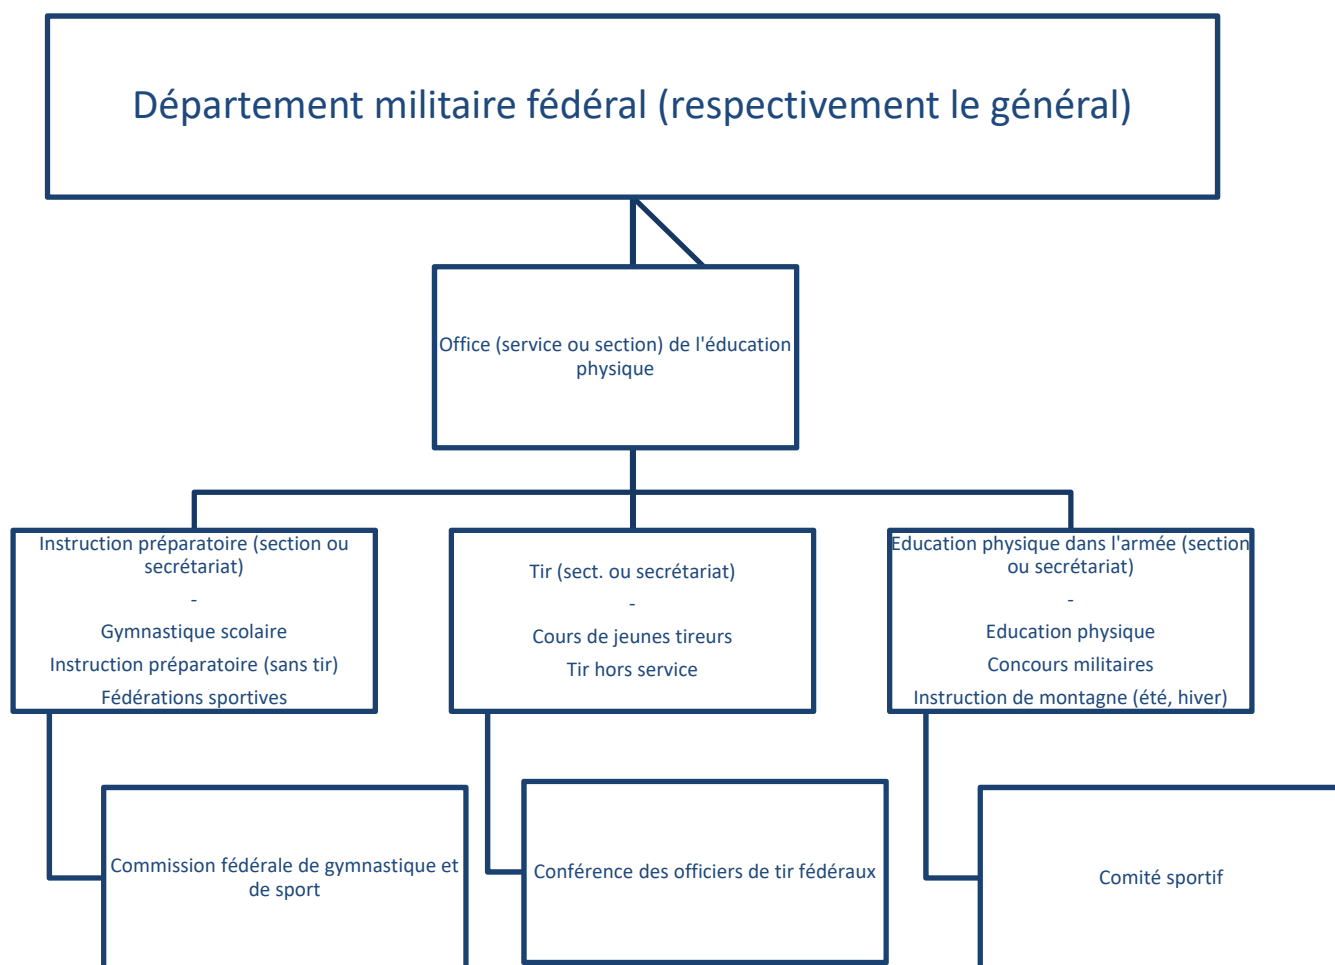 Département militaire fédéral (respectivement le général)
Office (service ou section) de l'éducation
physique
Instruction préparatoire (section ou
secrétariat)
-
Gymnastique scolaire
Instruction préparatoire (sans tir)
Fédérations sportives
Tir (sect. ou secrétariat)
-
Cours de jeunes tireurs
Tir hors service
Education physique dans l'armée (section
ou secrétariat)
-
Education physique
Concours militaires
Instruction de montagne (été, hiver)
Commission fédérale de gymnastique et
de sport
Conférence des officiers de tir fédéraux
Comité sportif